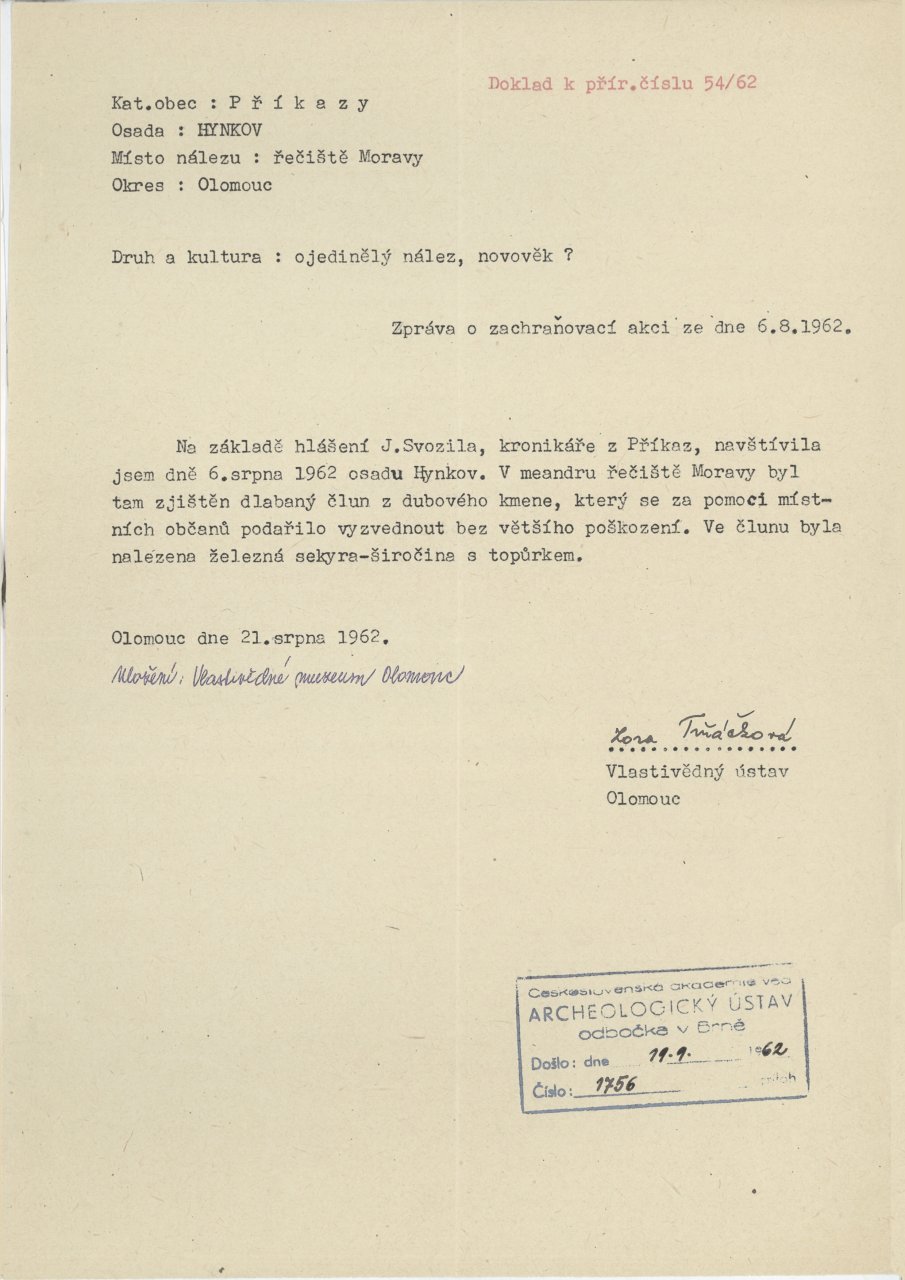 Doklad k přír.číslu 54/62
Kat.obec : P ř í k a z y
Osada : HYNKOV
Místo nálezu : řečiště Moravy
Okres : Olomouc
Druh a kultura : ojedinělý nález, novověk ?
Zpráva o zachraňovací akci ze dne 6.8.1962.
Na základě hlášení J.Svozila, kronikáře z Příkaz, navštívila
jsem dně 6.srpna 1962 osadu Hynkov. V meandru řečiště Moravy byl
tam zjištěn dlabaný člun z dubového kmene, který se za pomoci míst-
ních občanů podařilo vyzvednout bez většího poškození. Ve člunu byla
nalezena železná sekyra-širočina s topůrkem.
Olomouc dne 21.srpna 1962.
Uložení: Vlastivědné muzeum Olomouc
Zora Trňáčková
Vlastivědný ústav
Olomouc
Československá akademie věd
ARCHEOLOGICKÝ ÚSTAV
odbočka v Brně
Došlo: dne 19.9. 1962
Číslo: 1756